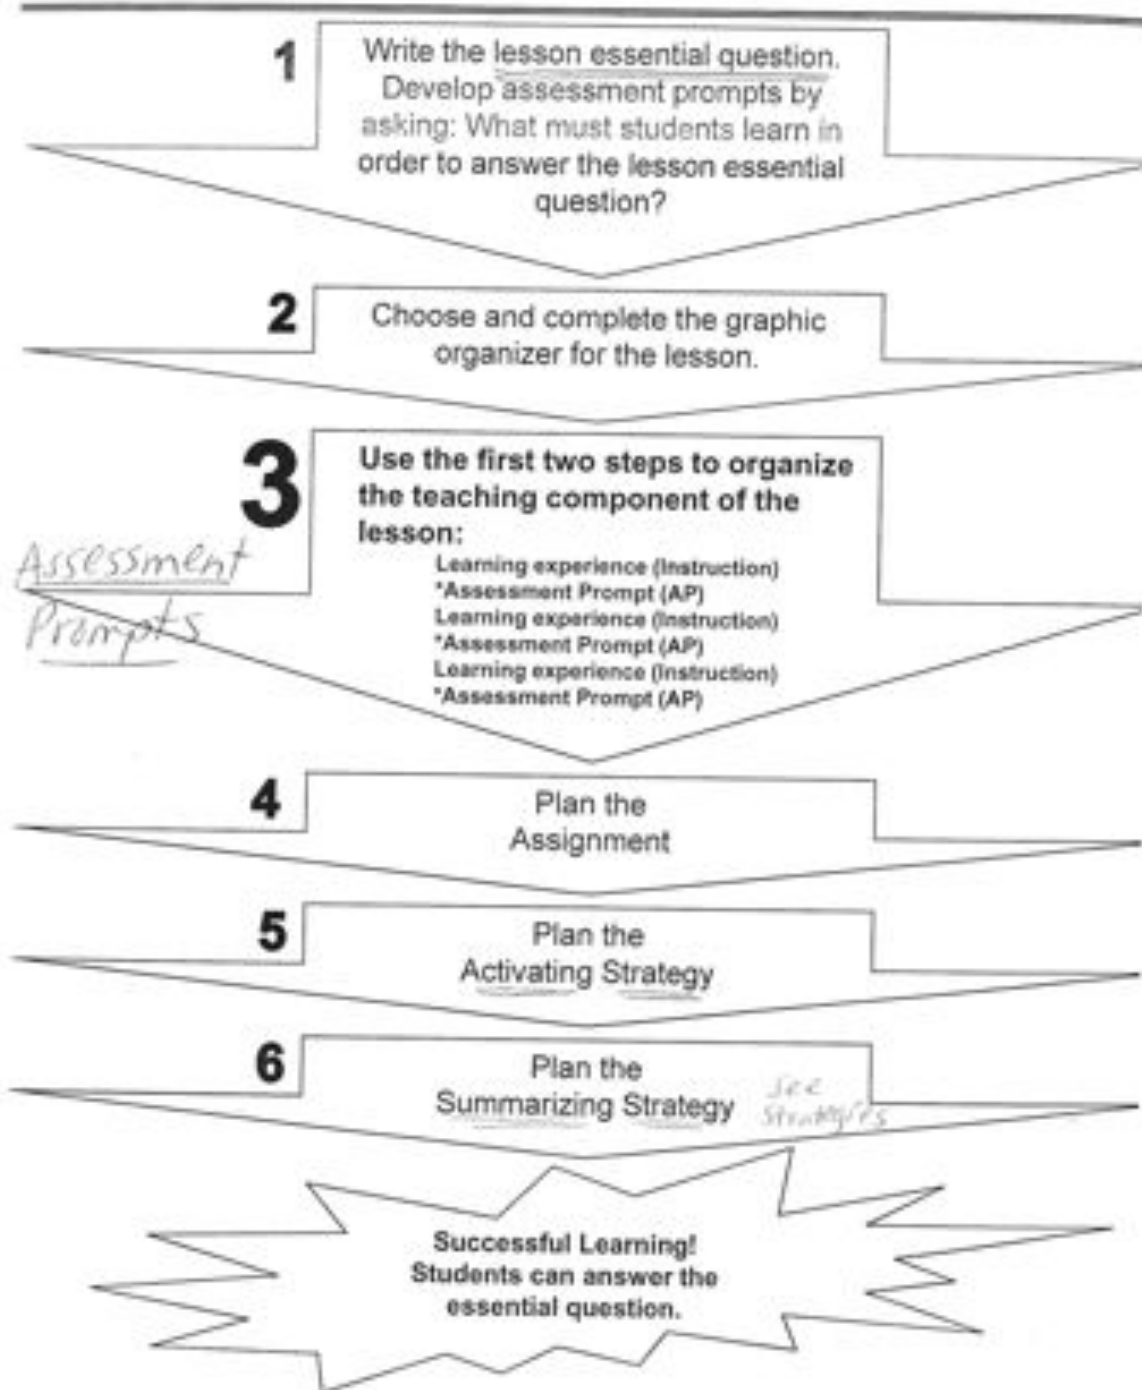 1
Write the lesson essential question.
Develop assessment prompts by
asking: What must students learn in
order to answer the lesson essential
question?
2
Choose and complete the graphic
organizer for the lesson.
3
Use the first two steps to organize
the teaching component of the
lesson:
Learning experience (Instruction)
*Assessment Prompt (AP)
Learning experience (Instruction)
*Assessment Prompt (AP)
Learning experience (Instruction)
*Assessment Prompt (AP)
Assessment
Prompts
4
Plan the
Assignment
5
Plan the
Activating Strategy
6
Plan the
Summarizing Strategy
see
strategies
Successful Learning!
Students can answer the
essential question.